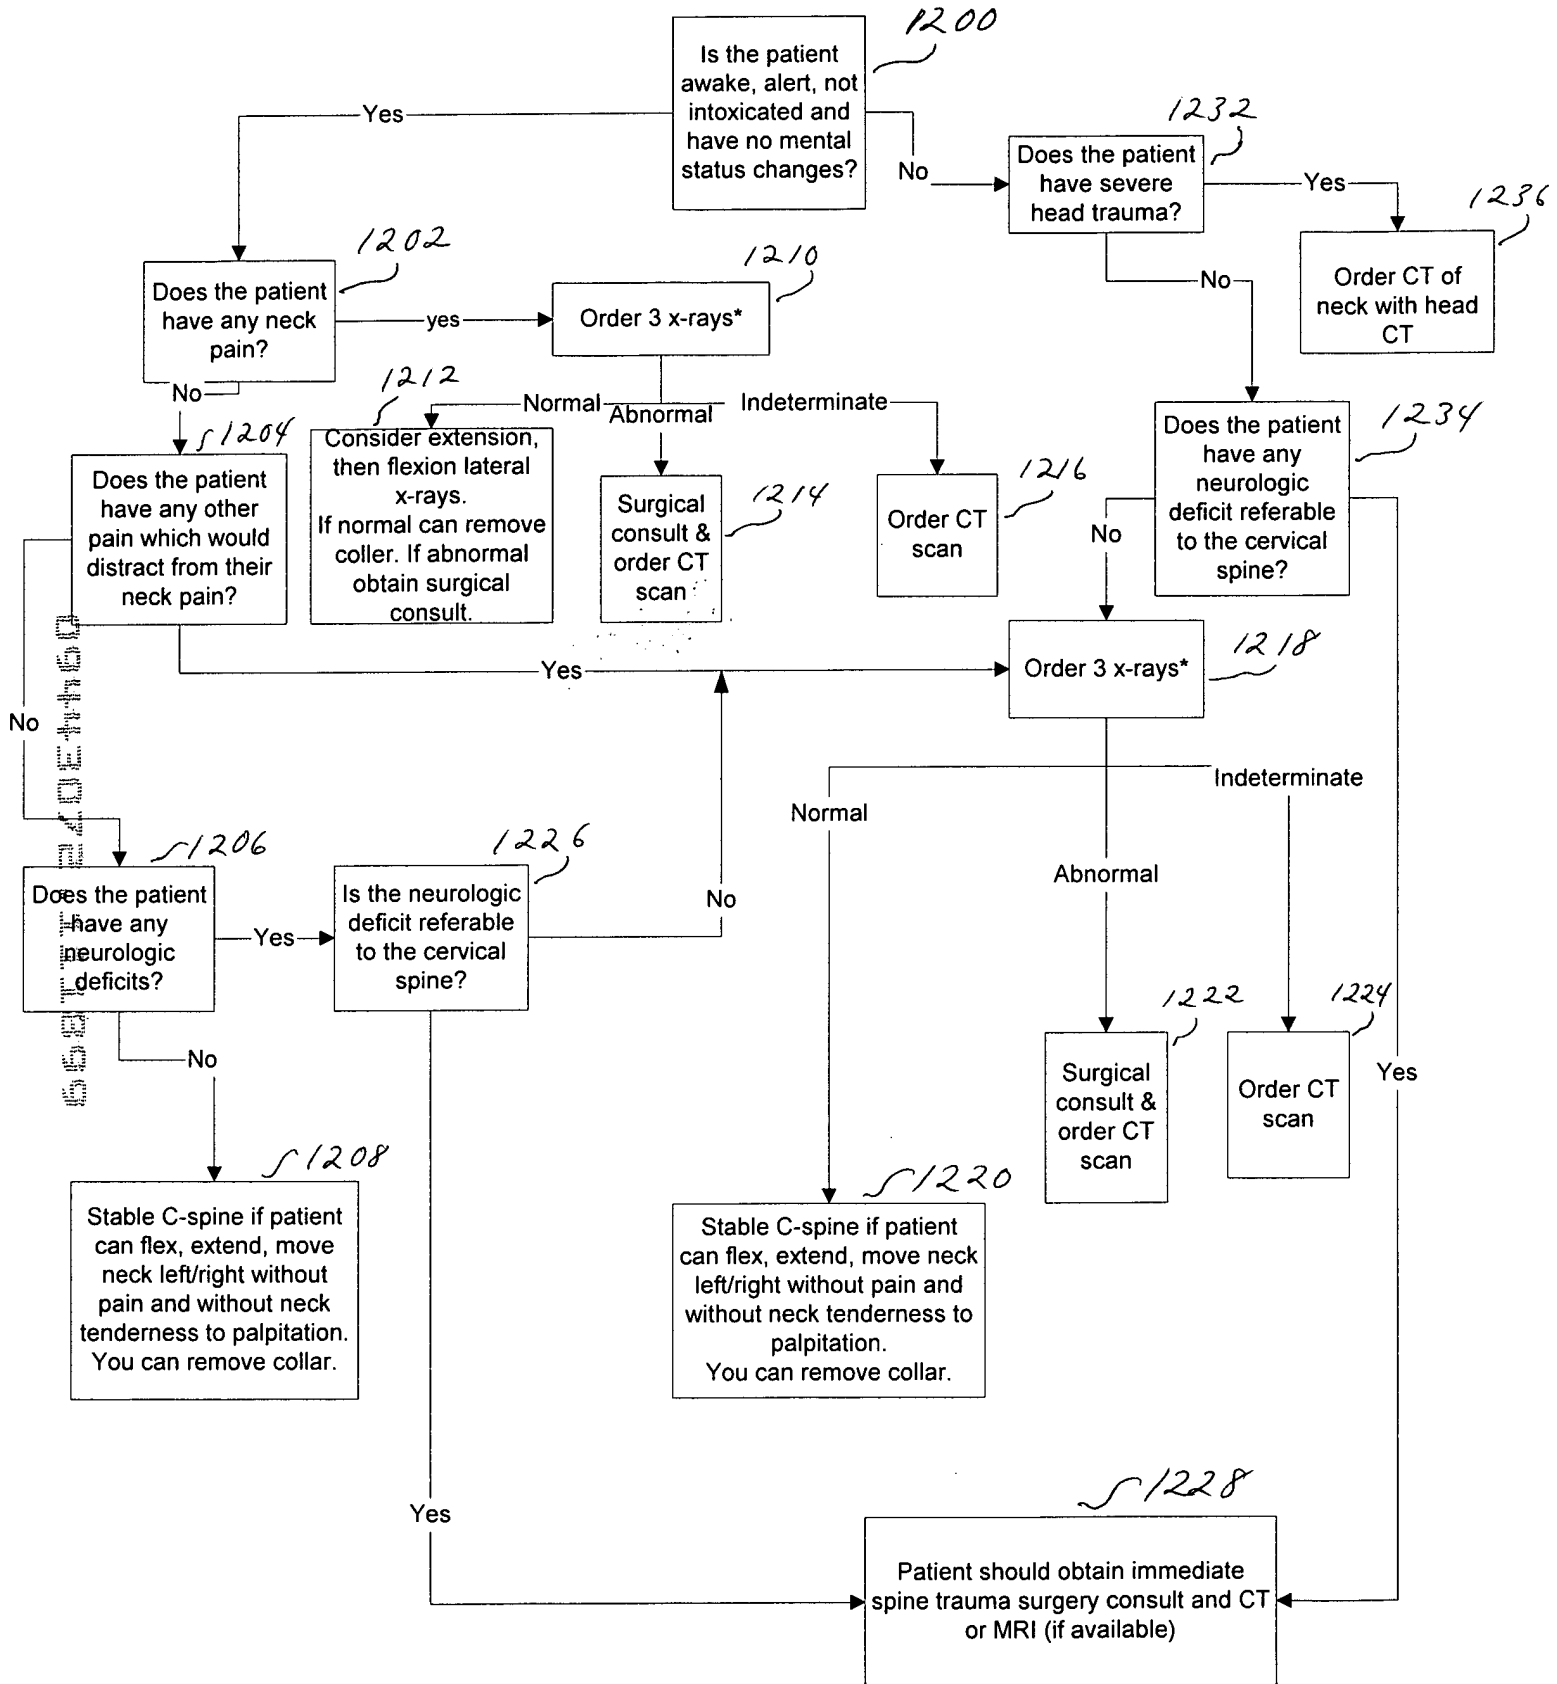 1200
Is the patient
awake, alert, not
intoxicated and
have no mental
status changes?
Yes
No
1232
Does the patient
have severe
head trauma?
Yes
No
1236
Order CT of
neck with head
CT
1202
Does the patient
have any neck
pain?
yes
No
1210
Order 3 x-rays*
Normal
Abnormal
Indeterminate
1212
Consider extension,
then flexion lateral
x-rays.
If normal can remove
coller. If abnormal
obtain surgical
consult.
1214
Surgical
consult &
order CT
scan
1216
Order CT
scan
1234
Does the patient
have any
neurologic
deficit referable
to the cervical
spine?
No
Yes
1204
Does the patient
have any other
pain which would
distract from their
neck pain?
Yes
No
1218
Order 3 x-rays*
Normal
Abnormal
Indeterminate
1206
Does the patient
have any
neurologic
deficits?
Yes
No
1226
Is the neurologic
deficit referable
to the cervical
spine?
No
Yes
1222
Surgical
consult &
order CT
scan
1224
Order CT
scan
1208
Stable C-spine if patient
can flex, extend, move
neck left/right without
pain and without neck
tenderness to palpitation.
You can remove collar.
1220
Stable C-spine if patient
can flex, extend, move neck
left/right without pain and
without neck tenderness to
palpitation.
You can remove collar.
1228
Patient should obtain immediate
spine trauma surgery consult and CT
or MRI (if available)